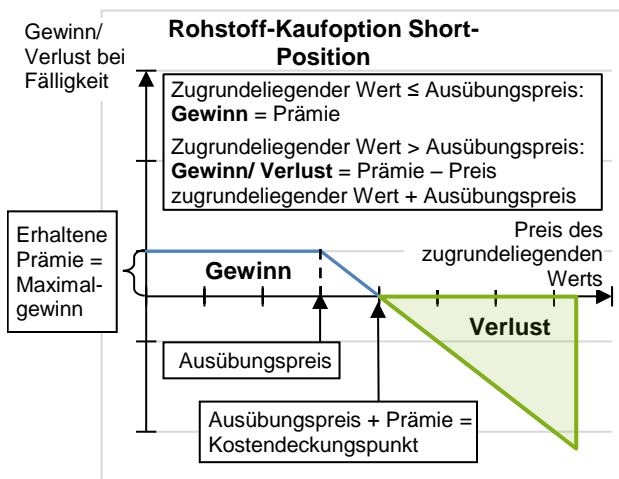 Gewinn/
Verlust bei
Fälligkeit
Rohstoff-Kaufoption Short-
Position
Zugrundeliegender Wert ≤ Ausübungspreis:
Gewinn = Prämie
Zugrundeliegender Wert > Ausübungspreis:
Gewinn/ Verlust = Prämie – Preis
zugrundeliegender Wert + Ausübungspreis
Preis des
zugrundeliegenden
Werts
Erhaltene
Prämie =
Maximal-
gewinn
Gewinn
Verlust
Ausübungspreis
Ausübungspreis + Prämie =
Kostendeckungspunkt